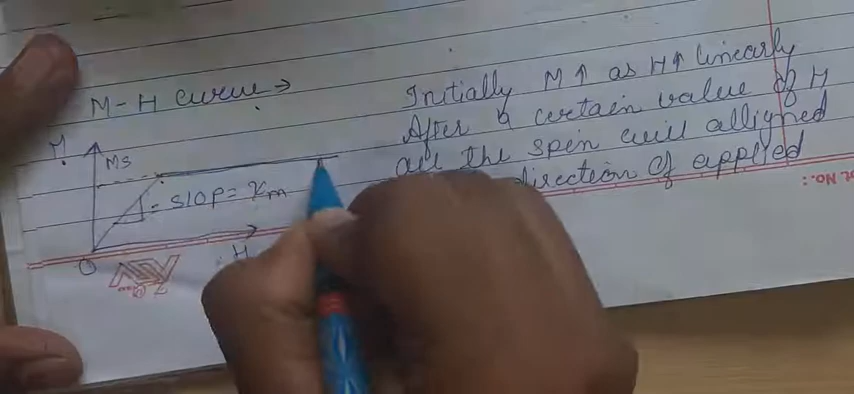 M-H curve →
Initially M↑ as H↑ linearly
After a certain value of H
all the spin will alligned
direction of applied
M
Ms
= slop = χm
O
H